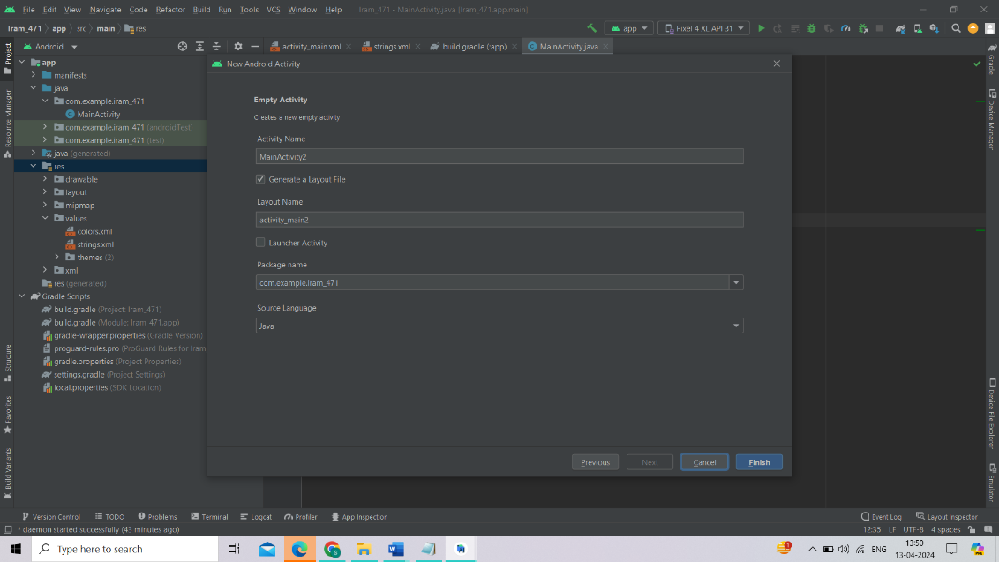 File Edit View Navigate Code Refactor Build Run Tools VCS Window Help Iram_471 - MainActivity.java [Iram_471.app.main]
Iram_471 app src main res app Pixel 4 XL API 31
Android activity_main.xml strings.xml build.gradle (:app) MainActivity.java
Project
Resource Manager
Structure
Favorites
Build Variants
app
manifests
java
com.example.iram_471
MainActivity
com.example.iram_471 (androidTest)
com.example.iram_471 (test)
java (generated)
res
drawable
layout
mipmap
values
colors.xml
strings.xml
themes (2)
xml
res (generated)
Gradle Scripts
build.gradle (Project: Iram_471)
build.gradle (Module: Iram_471.app)
gradle-wrapper.properties (Gradle Version)
proguard-rules.pro (ProGuard Rules for Iram
gradle.properties (Project Properties)
settings.gradle (Project Settings)
local.properties (SDK Location)
New Android Activity
Empty Activity
Creates a new empty activity
Activity Name
MainActivity2
Generate a Layout File
Layout Name
activity_main2
Launcher Activity
Package name
com.example.iram_471
Source Language
Java
Previous Next Cancel Finish
Gradle
Device Manager
Device File Explorer
Emulator
Version Control TODO Problems Terminal Logcat Profiler App Inspection Event Log Layout Inspector
* daemon started successfully (43 minutes ago) 12:35 LF UTF-8 4 spaces
Type here to search
1
ENG
13:50
13-04-2024